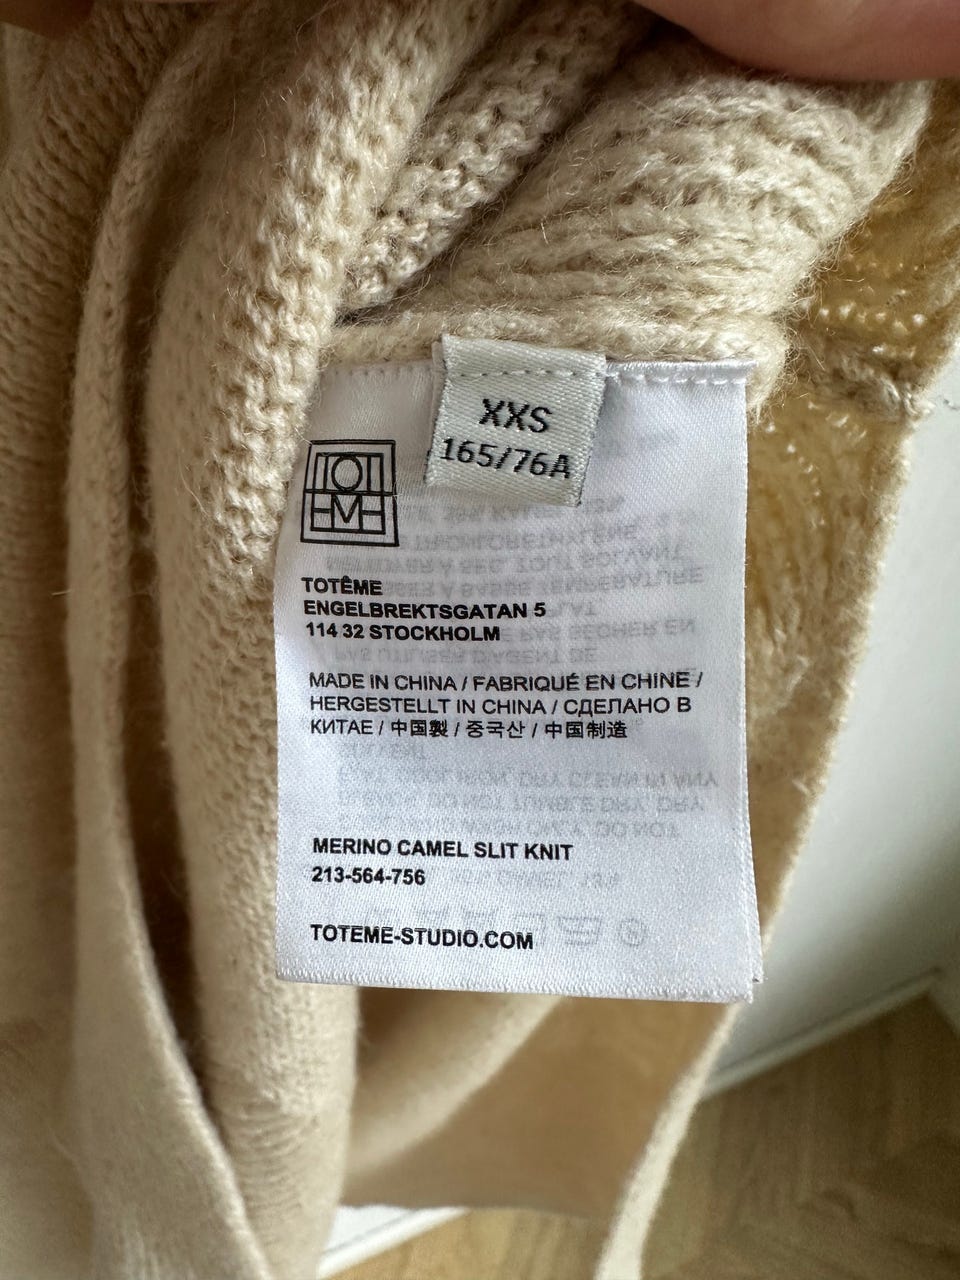 XXS
165/76A
TOT
EME
TOTÊME
ENGELBREKTSGATAN 5
114 32 STOCKHOLM
MADE IN CHINA / FABRIQUÉ EN CHINE /
HERGESTELLT IN CHINA / СДЕЛАНО В
КИТАЕ / 中国製 / 중국산 / 中国制造
MERINO CAMEL SLIT KNIT
213-564-756
TOTEME-STUDIO.COM